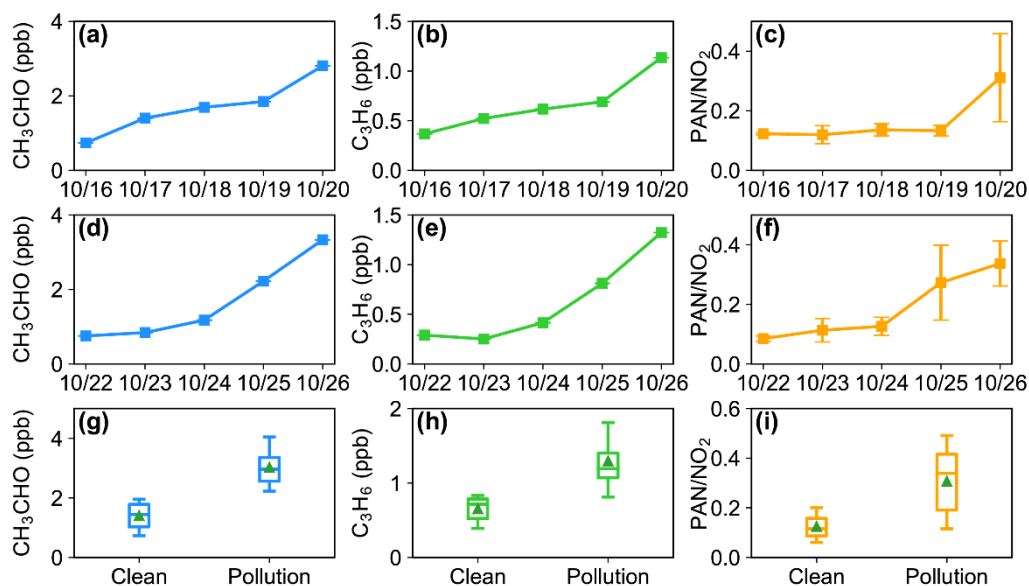 (a)
CH₃CHO (ppb)
4
2
0
10/16 10/17 10/18 10/19 10/20
(b)
C₃H₆ (ppb)
1.5
1.0
0.5
0.0
10/16 10/17 10/18 10/19 10/20
(c)
PAN/NO₂
0.4
0.2
0.0
10/16 10/17 10/18 10/19 10/20
(d)
CH₃CHO (ppb)
4
2
0
10/22 10/23 10/24 10/25 10/26
(e)
C₃H₆ (ppb)
1.5
1.0
0.5
0.0
10/22 10/23 10/24 10/25 10/26
(f)
PAN/NO₂
0.4
0.2
0.0
10/22 10/23 10/24 10/25 10/26
(g)
CH₃CHO (ppb)
4
2
0
Clean Pollution
(h)
C₃H₆ (ppb)
2
1
0
Clean Pollution
(i)
PAN/NO₂
0.6
0.4
0.2
0.0
Clean Pollution